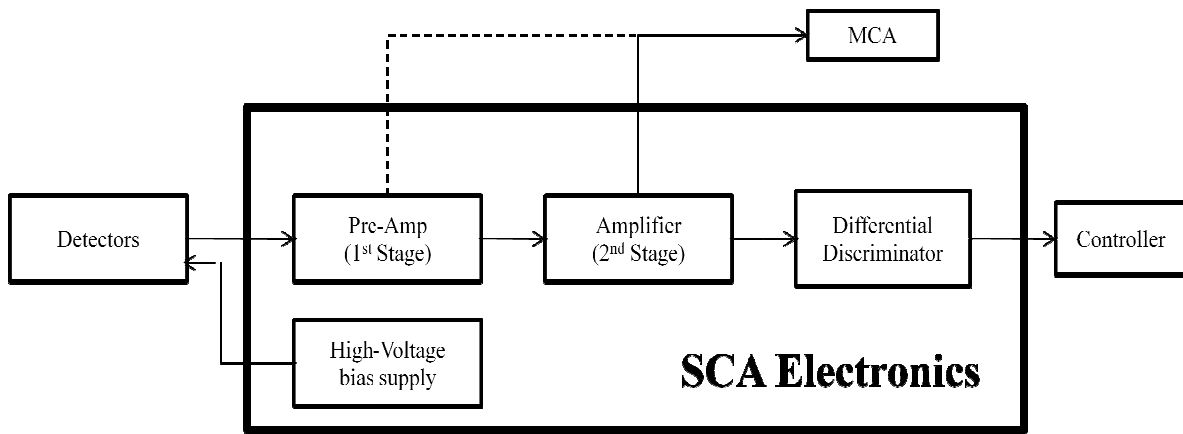 MCA
Detectors
Pre-Amp
(1st Stage)
Amplifier
(2nd Stage)
Differential
Discriminator
Controller
High-Voltage
bias supply
SCA Electronics